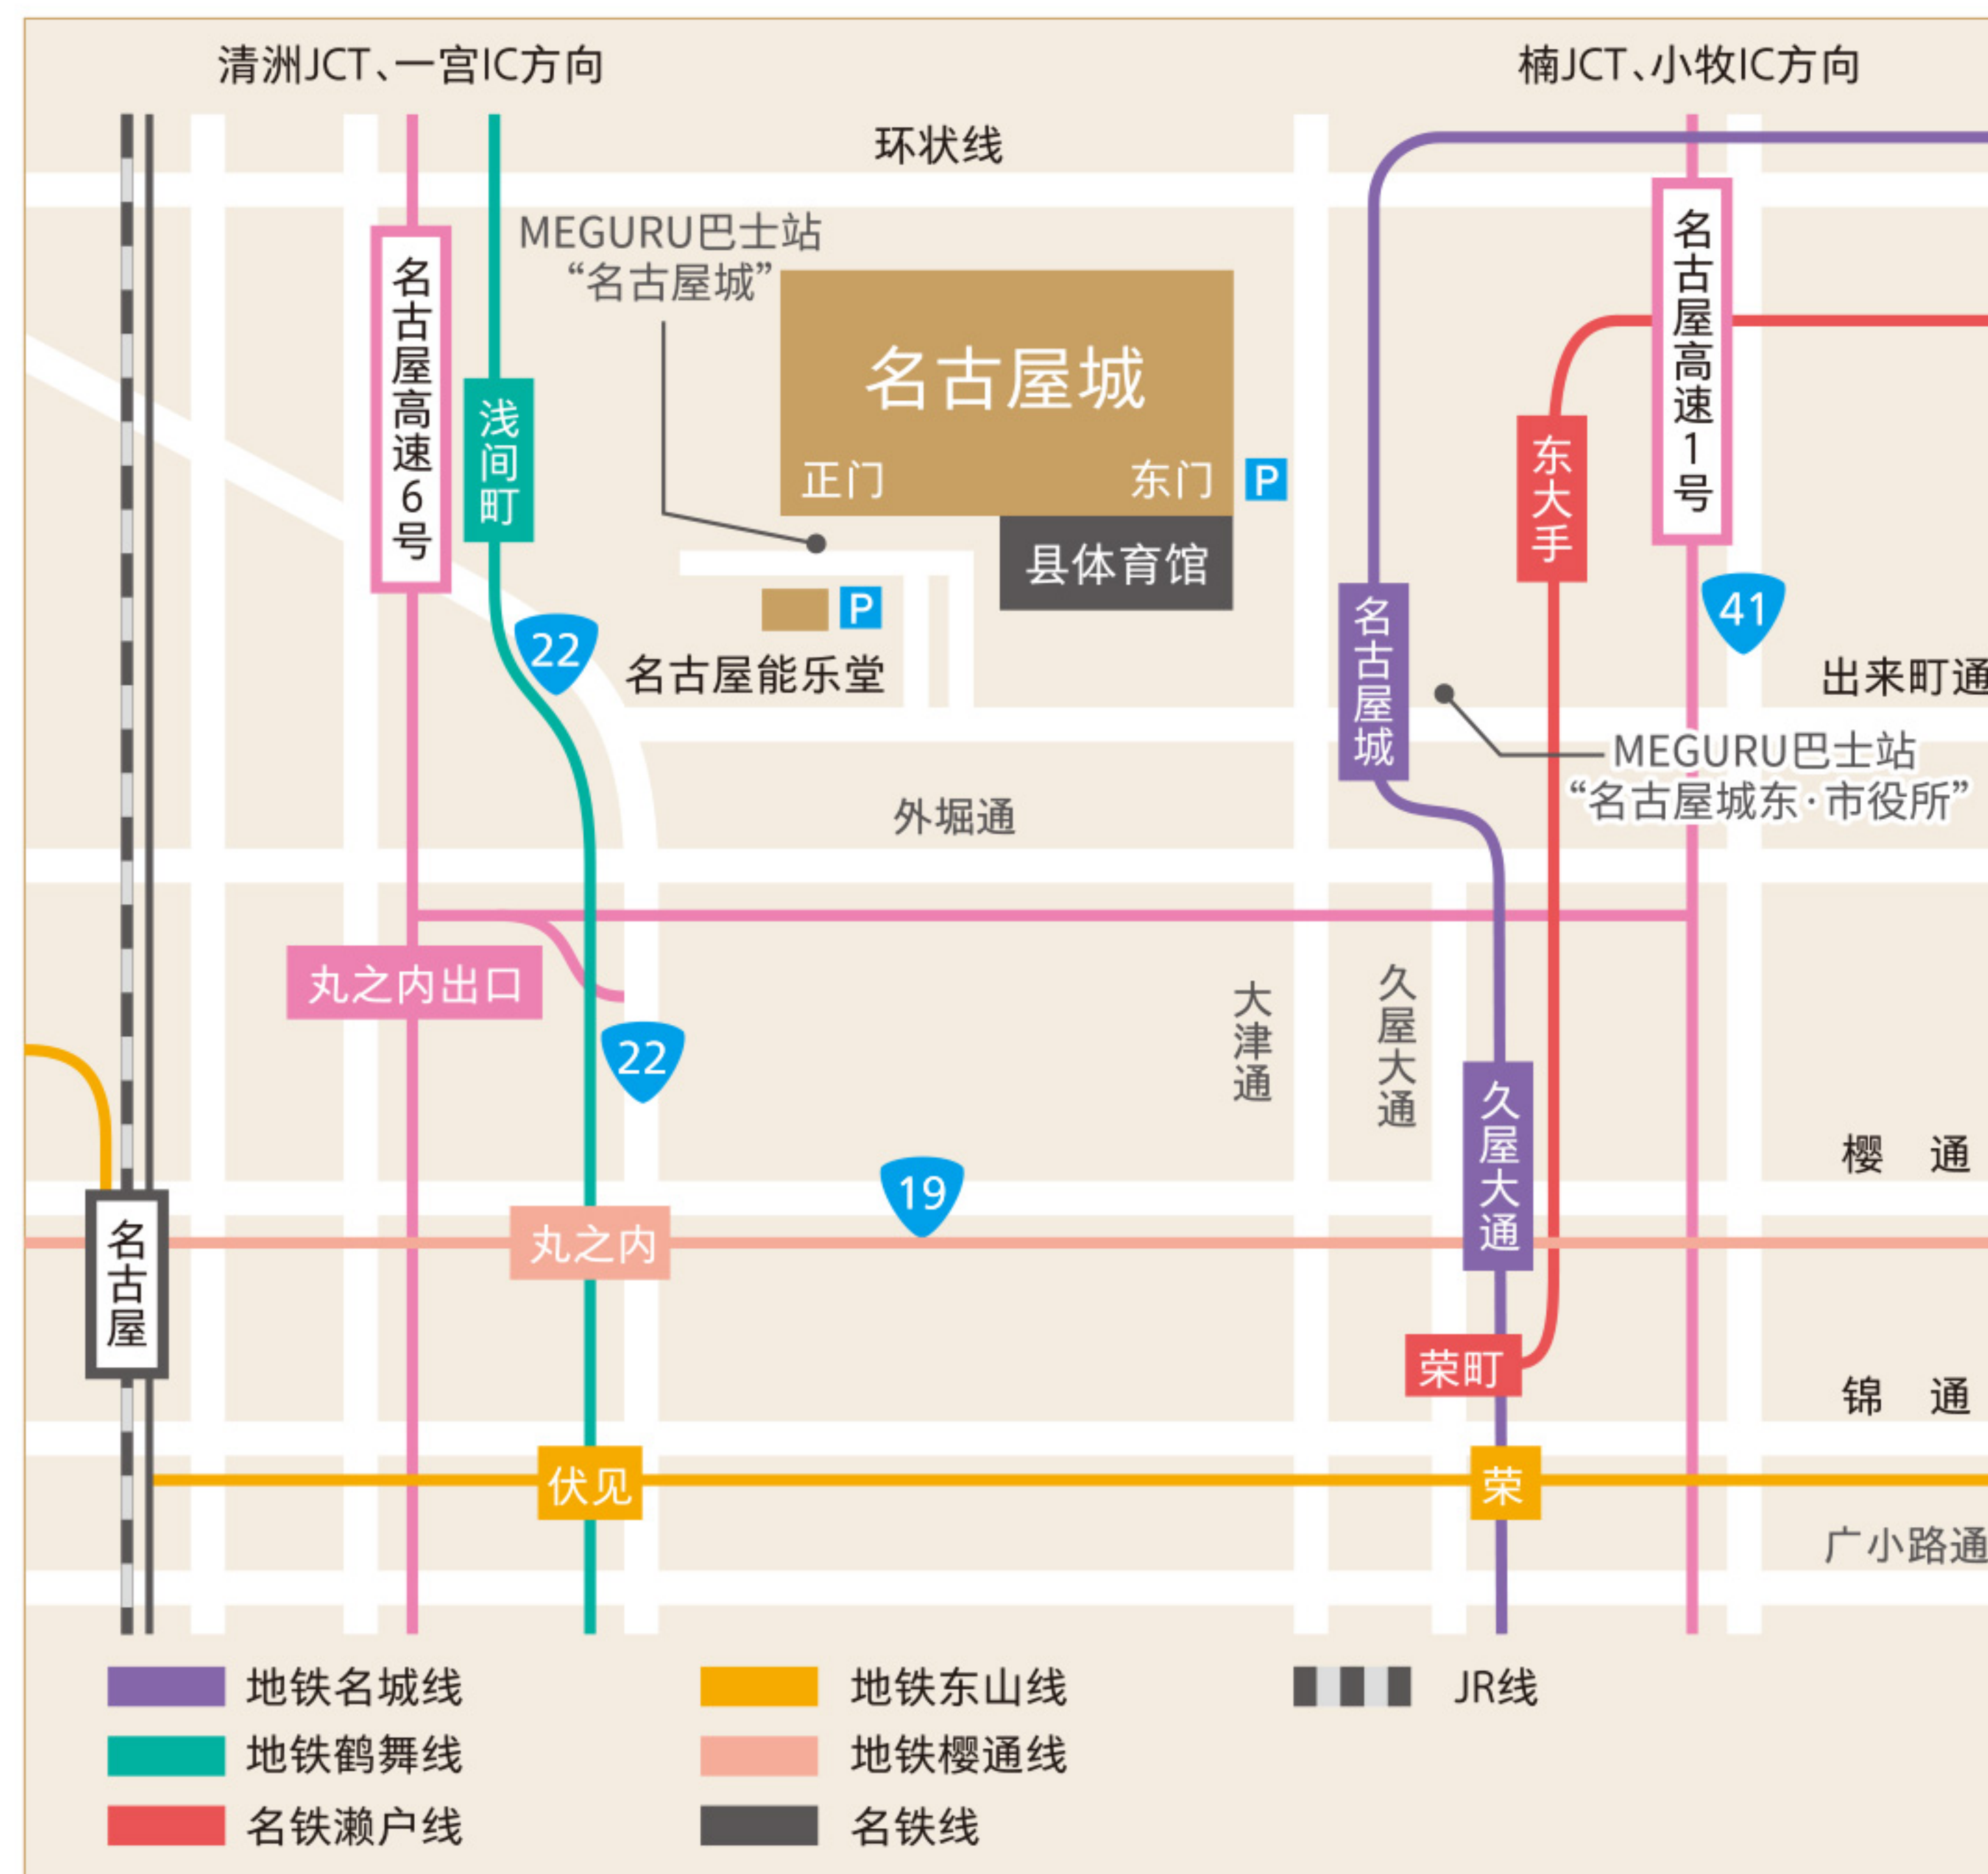 清洲JCT、一宫IC方向
楠JCT、小牧IC方向
环状线
名古屋高速6号
名古屋高速1号
MEGURU巴士站
“名古屋城”
浅间町
名古屋城
正门
东门
P
东大手
县体育馆
22
P
名古屋能乐堂
名古屋城
41
出来町通
MEGURU巴士站
“名古屋城东·市役所”
外堀通
丸之内出口
22
大津通
久屋大通
久屋大通
19
樱 通
名古屋
丸之内
荣町
锦 通
伏见
荣
广小路通
地铁名城线
地铁东山线
JR线
地铁鹤舞线
地铁樱通线
名铁濑户线
名铁线